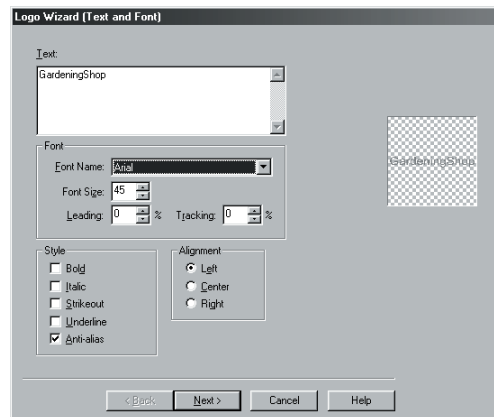 Logo Wizard (Text and Font)
Text:
GardeningShop
GardeningShop
Font
Font Name: Arial
Font Size: 45
Leading: 0 % Tracking: 0 %
Style
Bold
Italic
Strikeout
Underline
Anti-alias
Alignment
Left
Center
Right
< Back Next > Cancel Help